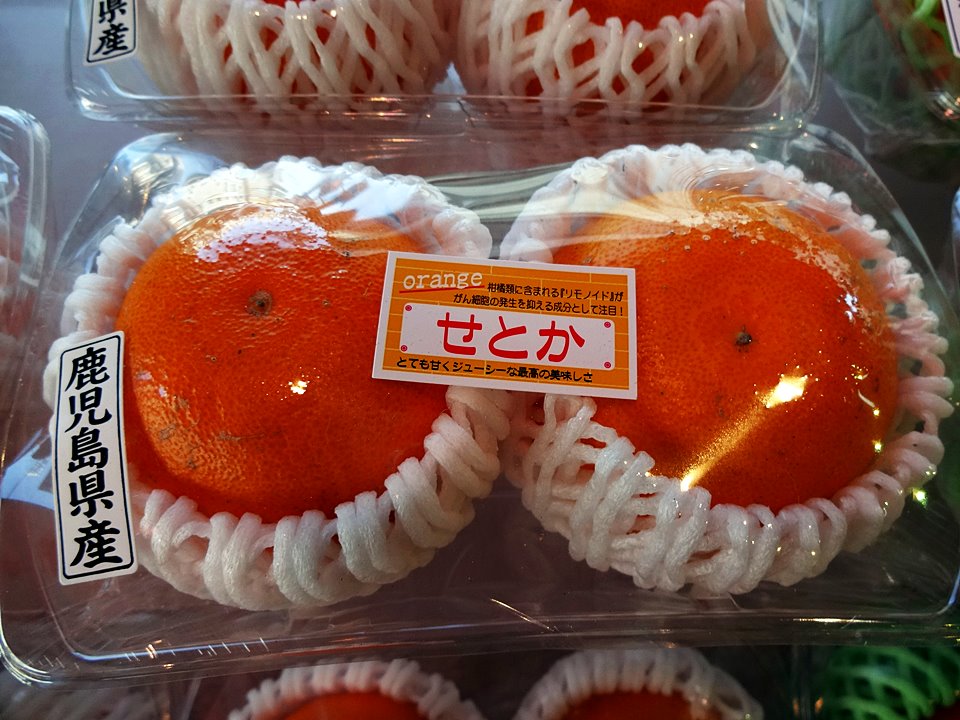 県産
orange
柑橘類に含まれる『リモノイド』が
がん細胞の発生を抑える成分として注目!
せとか
とても甘くジューシーな最高の美味しさ
鹿児島県産